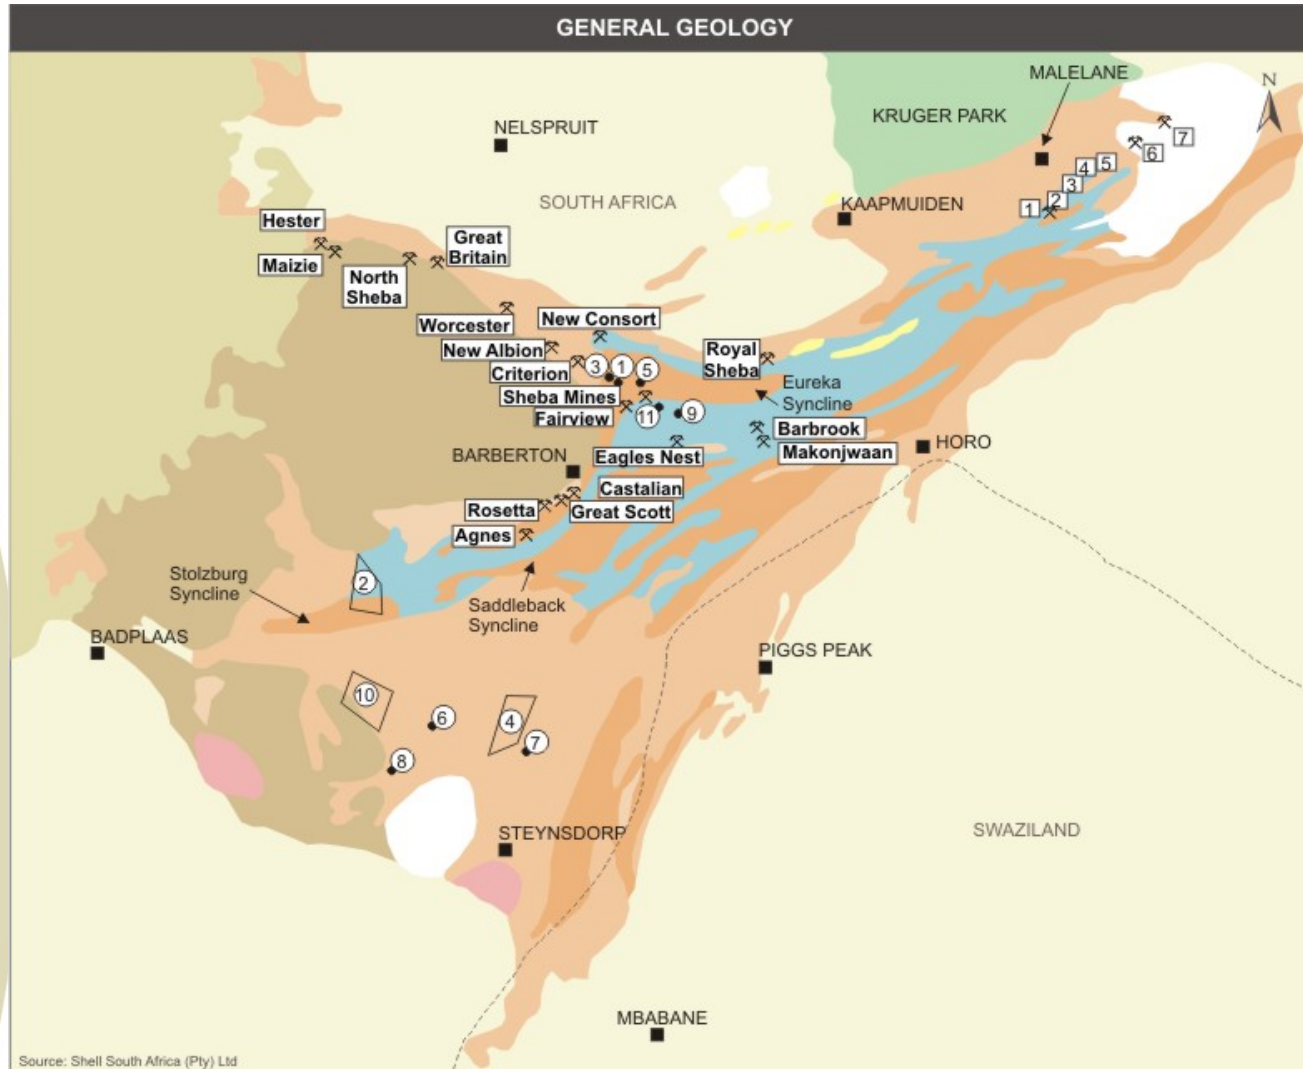 GENERAL GEOLOGY
N
MALELANE
KRUGER PARK
NELSPRUIT
7
6
5
4
3
2
1
SOUTH AFRICA
KAAPMUIDEN
Hester
Great
Britain
Maizie
North
Sheba
Worcester
New Consort
New Albion
Royal
Sheba
Criterion
3
1
5
Eureka
Syncline
Sheba Mines
Fairview
11
9
Barbrook
HORO
Makonjwaan
BARBERTON
Eagles Nest
Castalian
Rosetta
Great Scott
Agnes
Stolzburg
Syncline
2
Saddleback
Syncline
BADPLAAS
PIGGS PEAK
10
6
4
7
8
STEYNSDORP
SWAZILAND
MBABANE
Source: Shell South Africa (Pty) Ltd